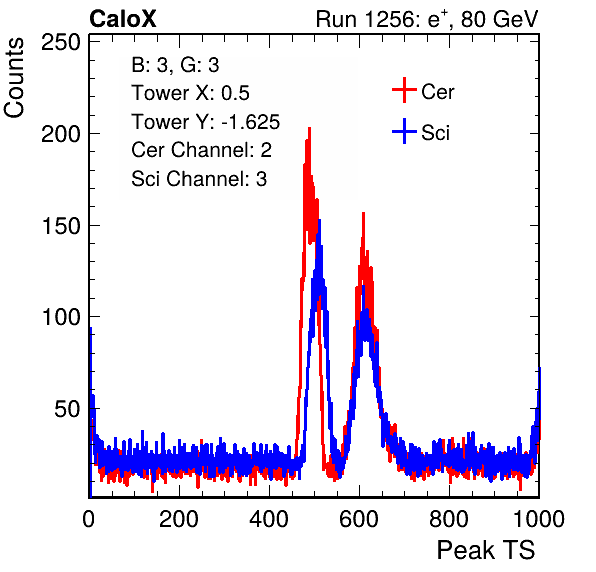 CaloX Run 1256: e⁺, 80 GeV
Counts
250
200
150
100
50
B: 3, G: 3
Tower X: 0.5
Tower Y: -1.625
Cer Channel: 2
Sci Channel: 3
Cer
Sci
0 200 400 600 800 1000
Peak TS